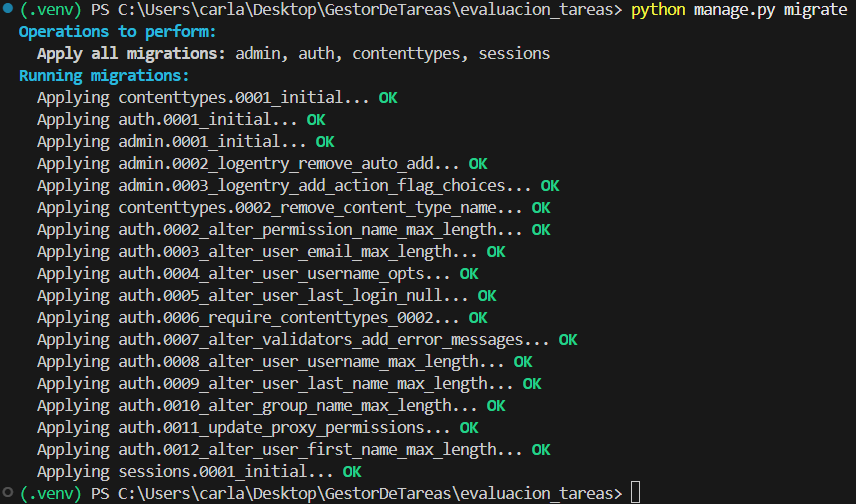 (.venv) PS C:\Users\carla\Desktop\GestorDeTareas\evaluacion_tareas> python manage.py migrate
Operations to perform:
  Apply all migrations: admin, auth, contenttypes, sessions
Running migrations:
  Applying contenttypes.0001_initial... OK
  Applying auth.0001_initial... OK
  Applying admin.0001_initial... OK
  Applying admin.0002_logentry_remove_auto_add... OK
  Applying admin.0003_logentry_add_action_flag_choices... OK
  Applying contenttypes.0002_remove_content_type_name... OK
  Applying auth.0002_alter_permission_name_max_length... OK
  Applying auth.0003_alter_user_email_max_length... OK
  Applying auth.0004_alter_user_username_opts... OK
  Applying auth.0005_alter_user_last_login_null... OK
  Applying auth.0006_require_contenttypes_0002... OK
  Applying auth.0007_alter_validators_add_error_messages... OK
  Applying auth.0008_alter_user_username_max_length... OK
  Applying auth.0009_alter_user_last_name_max_length... OK
  Applying auth.0010_alter_group_name_max_length... OK
  Applying auth.0011_update_proxy_permissions... OK
  Applying auth.0012_alter_user_first_name_max_length... OK
  Applying sessions.0001_initial... OK
(.venv) PS C:\Users\carla\Desktop\GestorDeTareas\evaluacion_tareas>